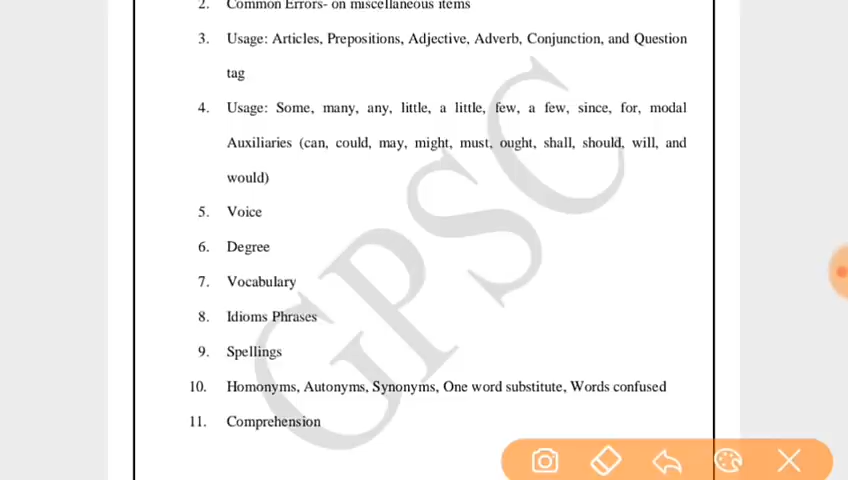 2. Common Errors- on miscellaneous items
3. Usage: Articles, Prepositions, Adjective, Adverb, Conjunction, and Question
tag
4. Usage: Some, many, any, little, a little, few, a few, since, for, modal
Auxiliaries (can, could, may, might, must, ought, shall, should, will, and
would)
5. Voice
6. Degree
7. Vocabulary
8. Idioms Phrases
9. Spellings
10. Homonyms, Autonyms, Synonyms, One word substitute, Words confused
11. Comprehension
GPSC